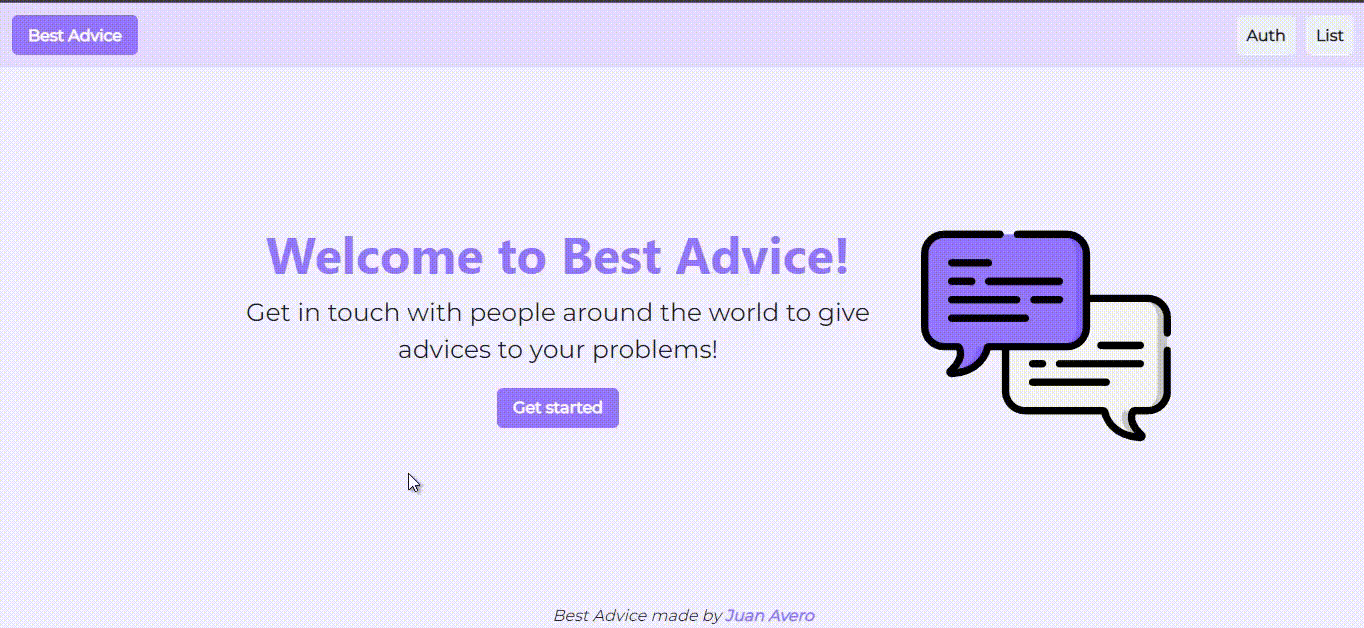 Best Advice
Auth
List
Welcome to Best Advice!
Get in touch with people around the world to give
advices to your problems!
Get started
Best Advice made by Juan Avero